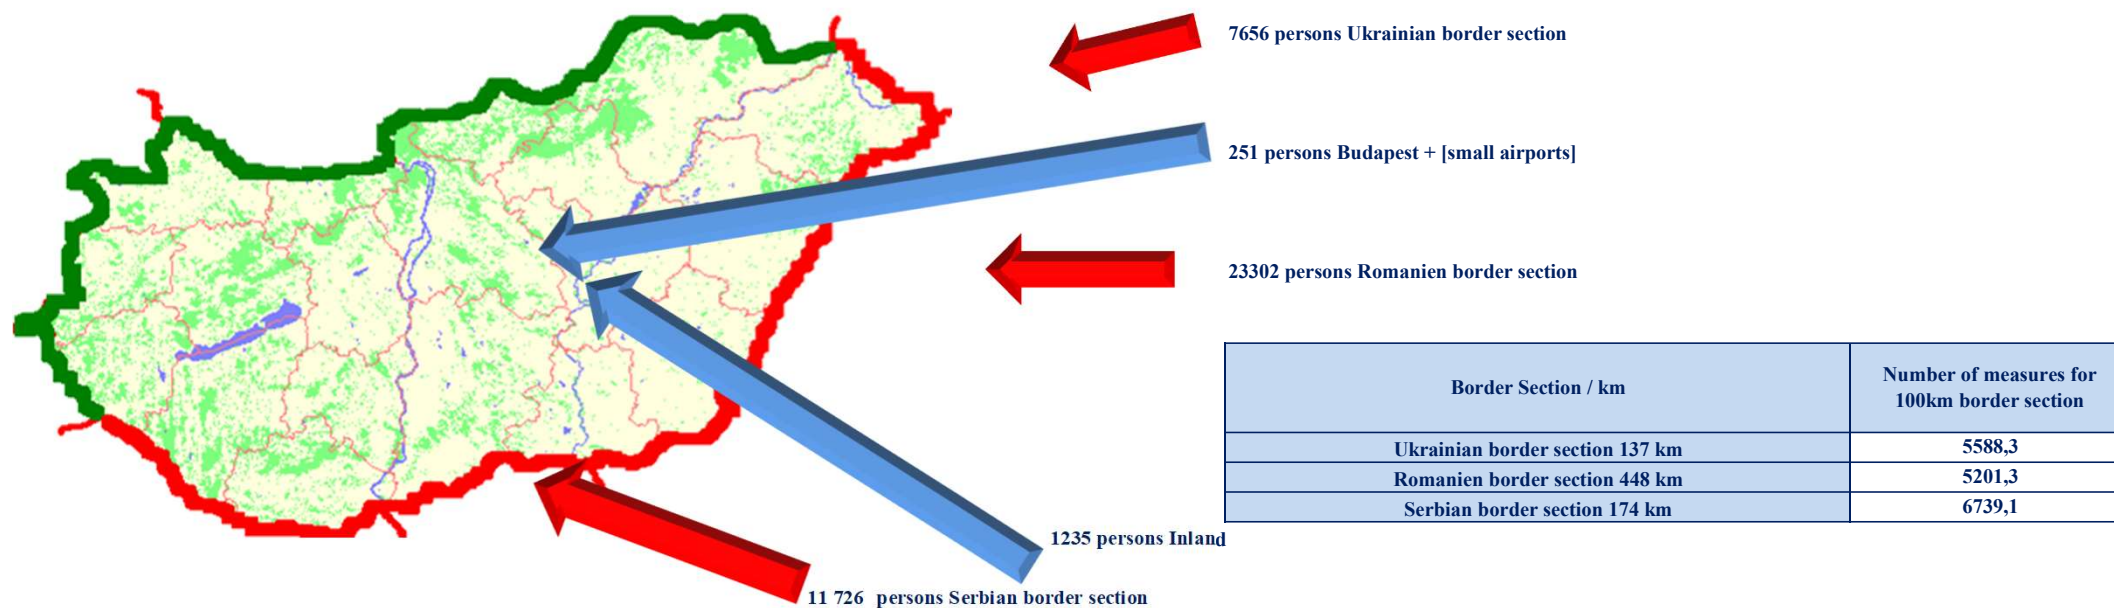 7656 persons Ukrainian border section
251 persons Budapest + [small airports]
23302 persons Romanien border section
Border Section / km
Number of measures for
100km border section
Ukrainian border section 137 km 5588,3
Romanien border section 448 km 5201,3
Serbian border section 174 km 6739,1
1235 persons Inland
11 726 persons Serbian border section